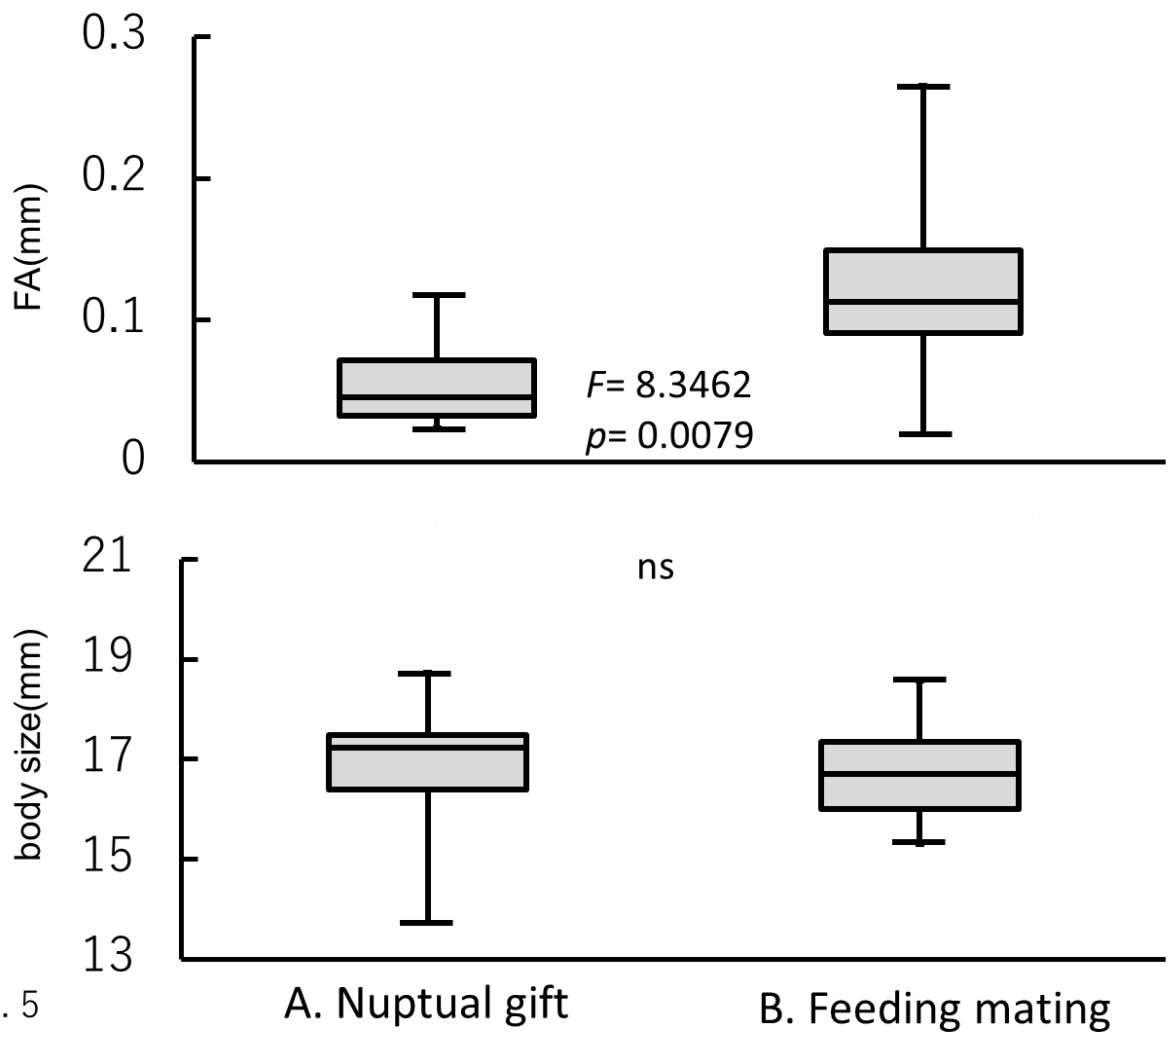 0.3
0.2
0.1
0
FA(mm)
F= 8.3462
p= 0.0079
21
19
17
15
13
body size(mm)
ns
. 5
A. Nuptual gift
B. Feeding mating